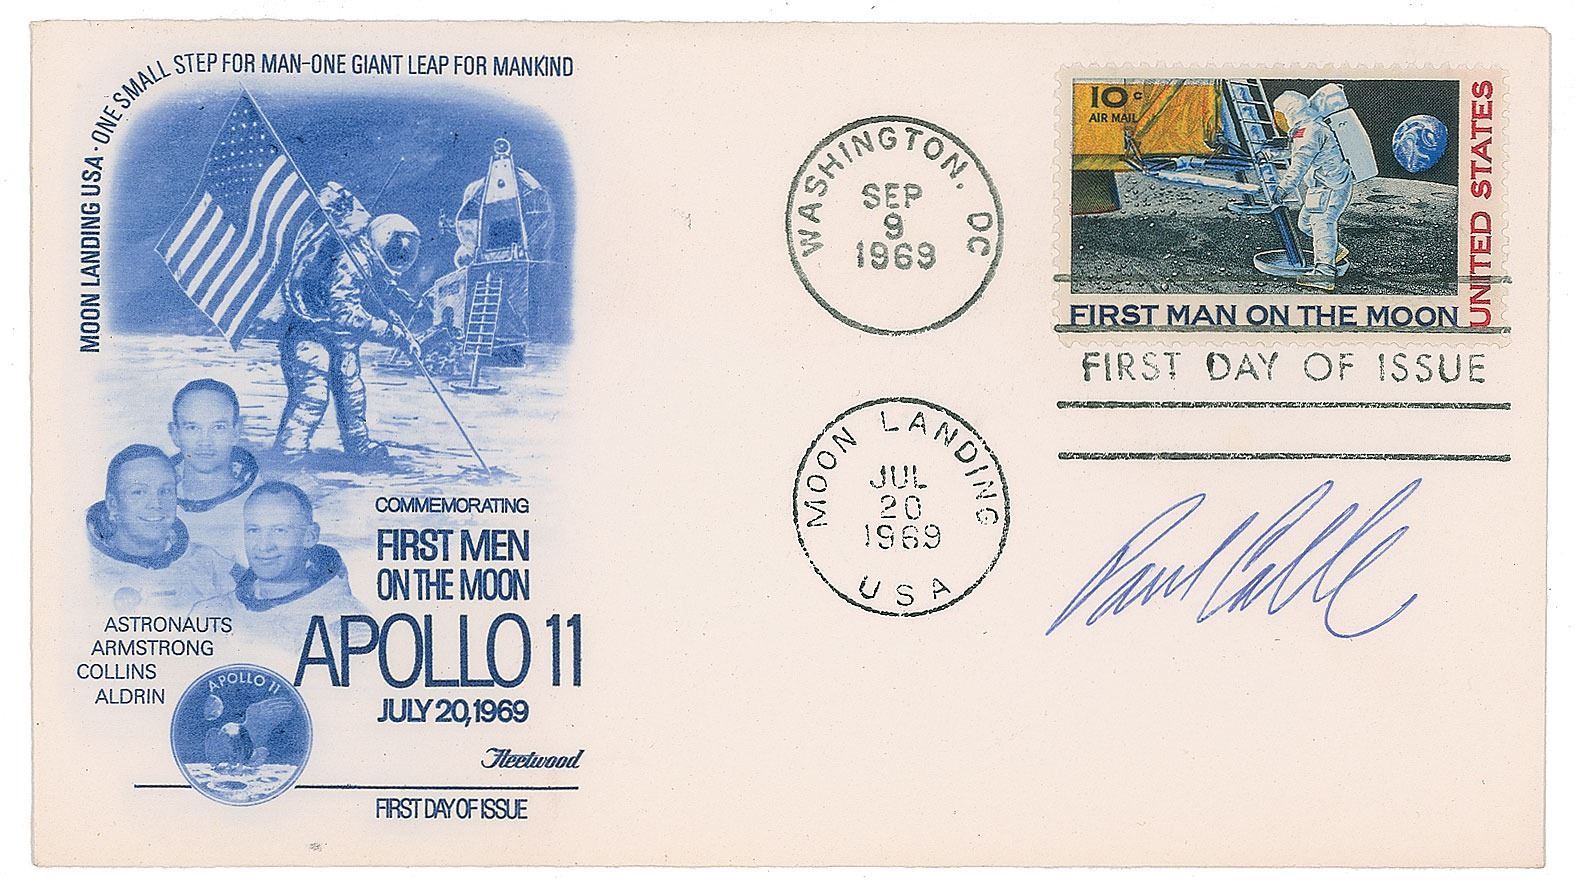 MOON LANDING USA · ONE SMALL STEP FOR MAN-ONE GIANT LEAP FOR MANKIND
COMMEMORATING
FIRST MEN
ON THE MOON
APOLLO 11
JULY 20, 1969
ASTRONAUTS
ARMSTRONG
COLLINS
ALDRIN
APOLLO 11
Fleetwood
FIRST DAY OF ISSUE
WASHINGTON, DC
SEP
9
1969
MOON LANDING
JUL
20
1969
USA
10c
AIR MAIL
UNITED STATES
FIRST MAN ON THE MOON
FIRST DAY OF ISSUE
Paul Calle